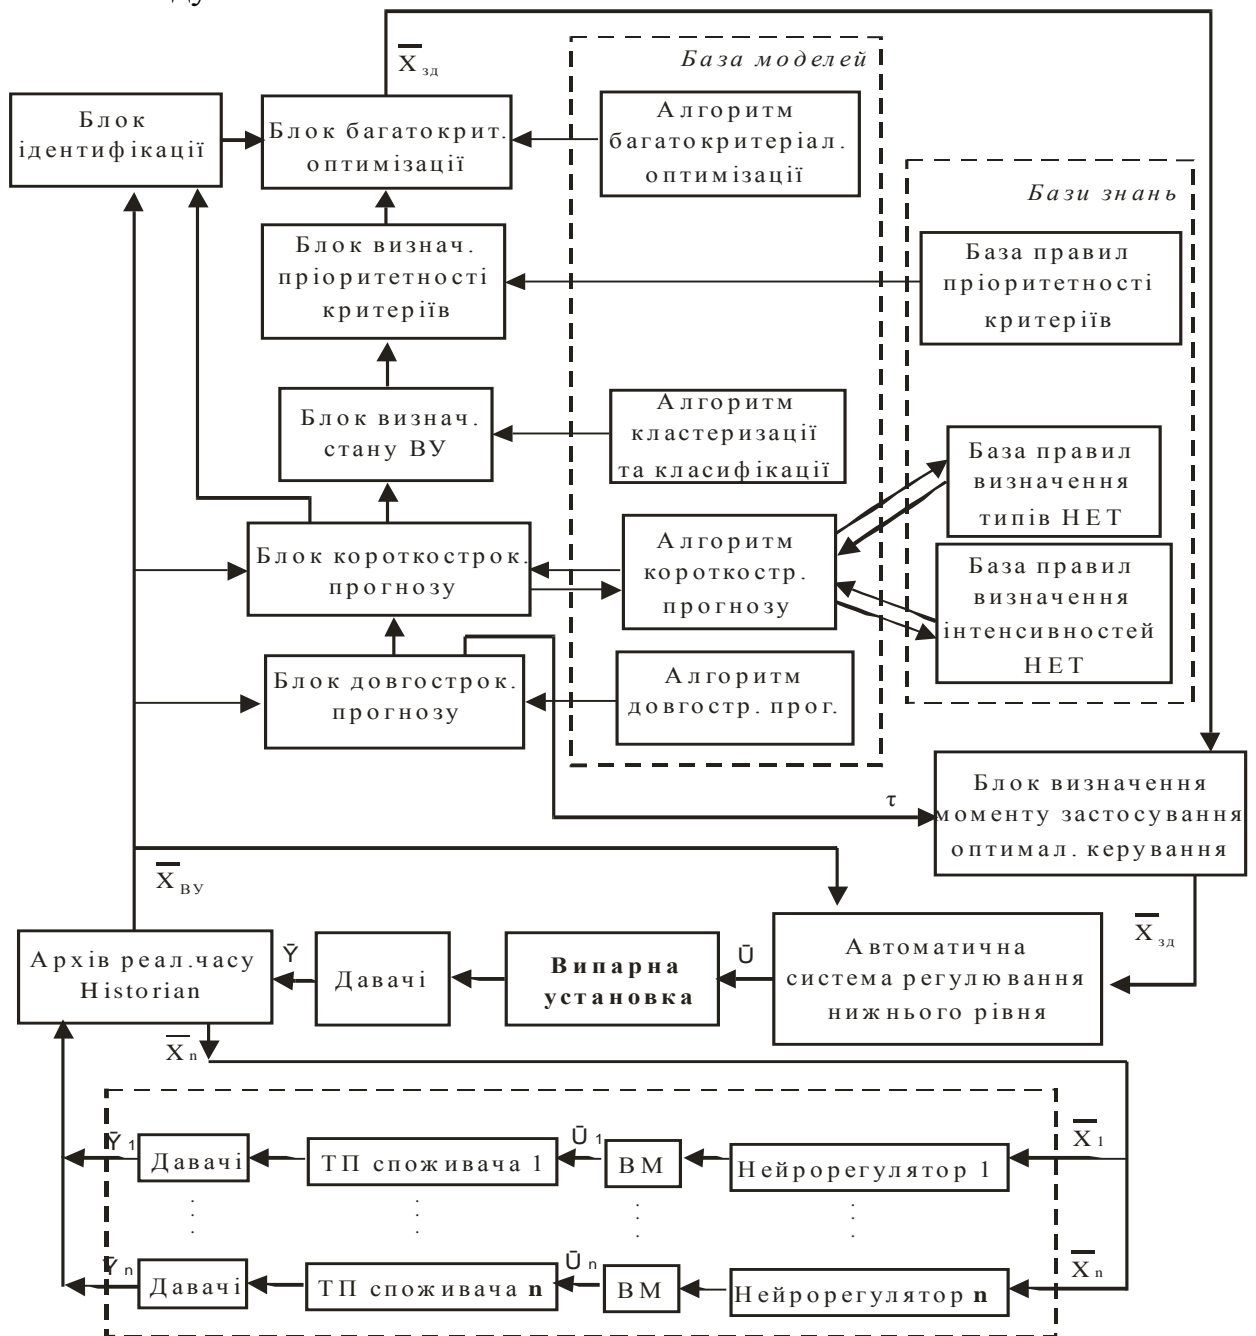 X̄ зд
База моделей
Блок
ідентифікації
Блок багатокрит.
оптимізації
Алгоритм
багатокритеріал.
оптимізації
Бази знань
Блок визнач.
пріоритетності
критеріїв
База правил
пріоритетності
критеріїв
Блок визнач.
стану ВУ
Алгоритм
кластеризації
та класифікації
База правил
визначення
типів НЕТ
Блок короткострок.
прогнозу
Алгоритм
короткостр.
прогнозу
База правил
визначення
інтенсивностей
НЕТ
Блок довгострок.
прогнозу
Алгоритм
довгостр. прог.
τ
Блок визначення
моменту застосування
оптимал. керування
X̄ ВУ
X̄ зд
Архів реал.часу
Historian
Ȳ
Давачі
Випарна
установка
Ū
Автоматична
система регулювання
нижнього рівня
X̄ n
Ȳ 1
Давачі
ТП споживача 1
Ū 1
ВМ
Нейрорегулятор 1
X̄ 1
Ȳ n
Давачі
ТП споживача n
Ū n
ВМ
Нейрорегулятор n
X̄ n